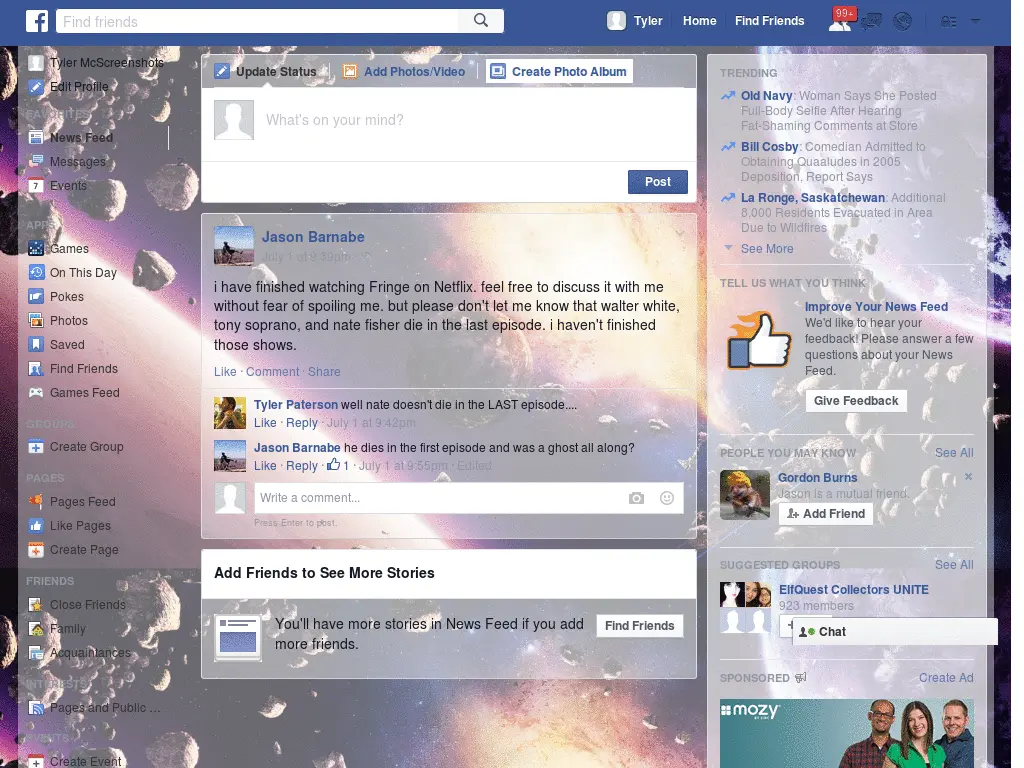 f
Find friends
Tyler
Home
Find Friends
99+
Tyler McScreenshots
Edit Profile
FAVORITES
News Feed
Messages 2
Events
7
APPS
Games
On This Day
Pokes
Photos
Saved
Find Friends
Games Feed
GROUPS
Create Group
PAGES
Pages Feed
Like Pages
Create Page
FRIENDS
Close Friends
Family
Acquaintances
INTERESTS
Pages and Public ...
EVENTS
Create Event
Update Status
Add Photos/Video
Create Photo Album
What's on your mind?
Post
Jason Barnabe
July 1 at 9:39pm ·
i have finished watching Fringe on Netflix. feel free to discuss it with me
without fear of spoiling me. but please don't let me know that walter white,
tony soprano, and nate fisher die in the last episode. i haven't finished
those shows.
Like · Comment · Share
Tyler Paterson well nate doesn't die in the LAST episode....
Like · Reply · July 1 at 9:42pm
Jason Barnabe he dies in the first episode and was a ghost all along?
Like · Reply · 1 · July 1 at 9:55pm · Edited
Write a comment...
Press Enter to post.
Add Friends to See More Stories
You'll have more stories in News Feed if you add
more friends.
Find Friends
TRENDING
Old Navy: Woman Says She Posted
Full-Body Selfie After Hearing
Fat-Shaming Comments at Store
Bill Cosby: Comedian Admitted to
Obtaining Quaaludes in 2005
Deposition, Report Says
La Ronge, Saskatchewan: Additional
8,000 Residents Evacuated in Area
Due to Wildfires
See More
TELL US WHAT YOU THINK
Improve Your News Feed
We'd like to hear your
feedback! Please answer a few
questions about your News
Feed.
Give Feedback
PEOPLE YOU MAY KNOW
See All
Gordon Burns
Jason is a mutual friend.
Add Friend
SUGGESTED GROUPS
See All
ElfQuest Collectors UNITE
923 members
Chat
SPONSORED
Create Ad
mozy